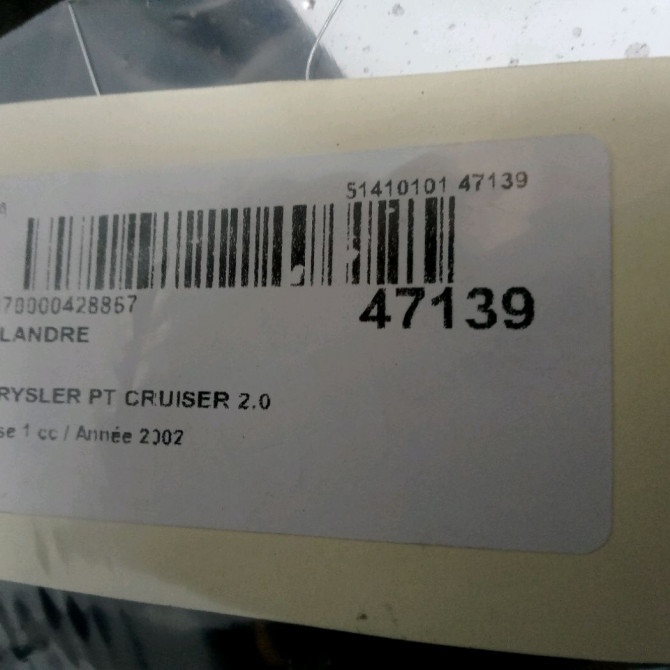 51410101 47139
70000428867
47139
LANDRE
RYSLER PT CRUISER 2.0
se 1 cc / Année 2002